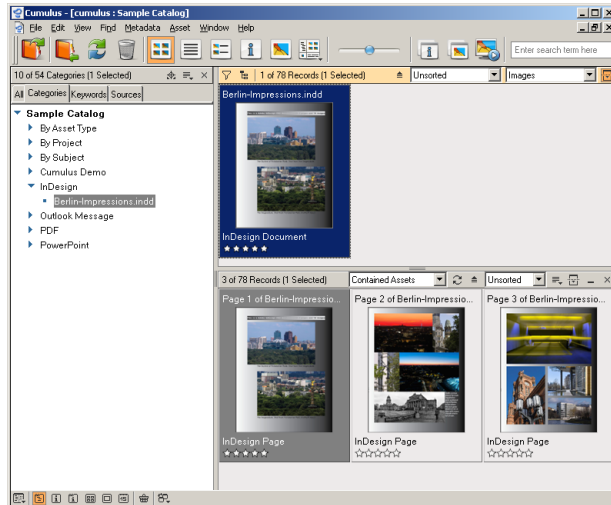 Cumulus - [cumulus : Sample Catalog]
File Edit View Find Metadata Asset Window Help
Enter search term here
10 of 54 Categories (1 Selected)
1 of 78 Records (1 Selected)
Unsorted
Images
All Categories Keywords Sources
Sample Catalog
By Asset Type
By Project
By Subject
Cumulus Demo
InDesign
Berlin-Impressions.indd
Outlook Message
PDF
PowerPoint
Berlin-Impressions.indd
InDesign Document
3 of 78 Records (1 Selected)
Contained Assets
Unsorted
Page 1 of Berlin-Impressio...
Page 2 of Berlin-Impressio...
Page 3 of Berlin-Impressio...
InDesign Page
InDesign Page
InDesign Page